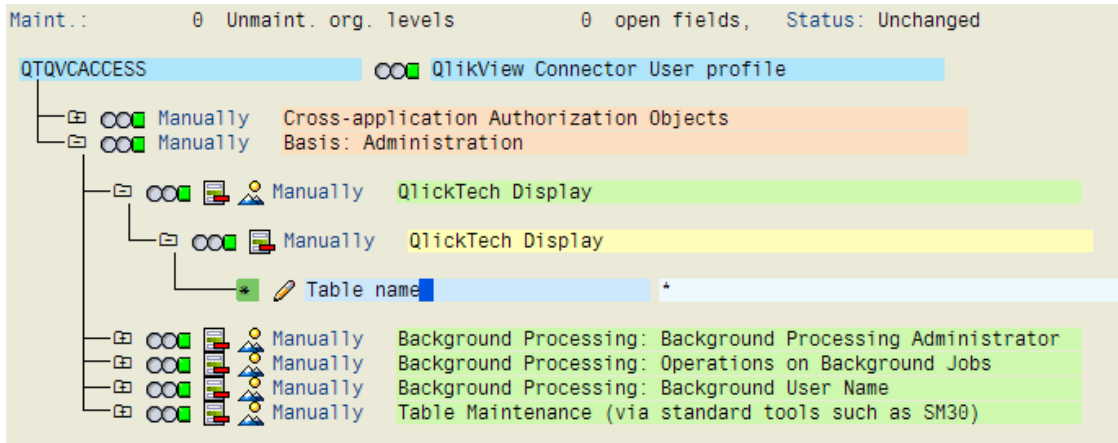 Maint.: 0 Unmaint. org. levels 0 open fields, Status: Unchanged
QTQVCACCESS QlikView Connector User profile
Manually Cross-application Authorization Objects
Manually Basis: Administration
Manually QlickTech Display
Manually QlickTech Display
* Table name *
Manually Background Processing: Background Processing Administrator
Manually Background Processing: Operations on Background Jobs
Manually Background Processing: Background User Name
Manually Table Maintenance (via standard tools such as SM30)